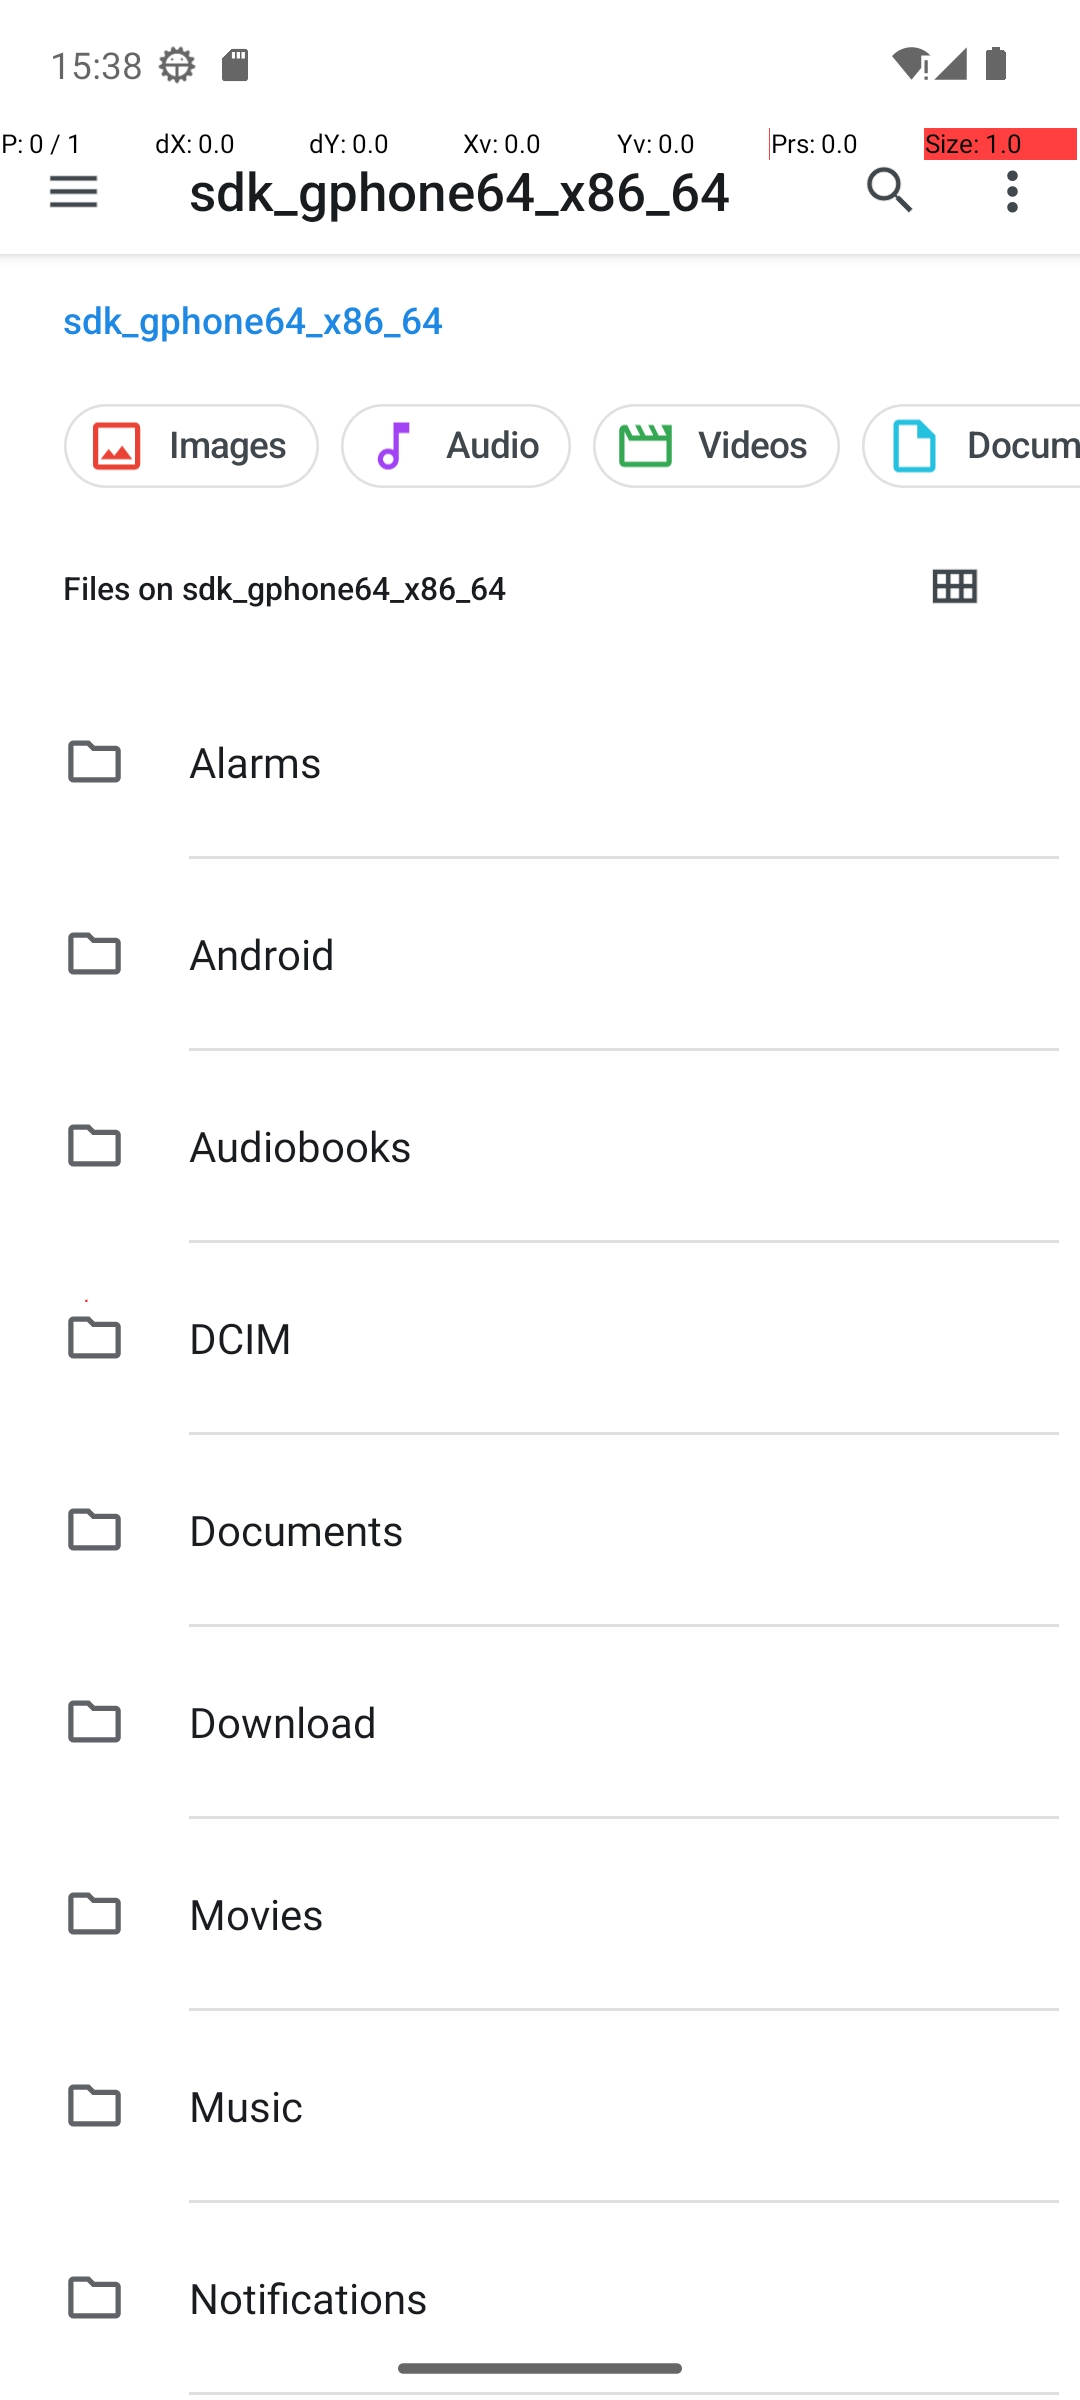 15:38
P: 0 / 1 dX: 0.0 dY: 0.0 Xv: 0.0 Yv: 0.0 Prs: 0.0 Size: 1.0
sdk_gphone64_x86_64
sdk_gphone64_x86_64
Images Audio Videos Docum
Files on sdk_gphone64_x86_64
Alarms
Android
Audiobooks
DCIM
Documents
Download
Movies
Music
Notifications